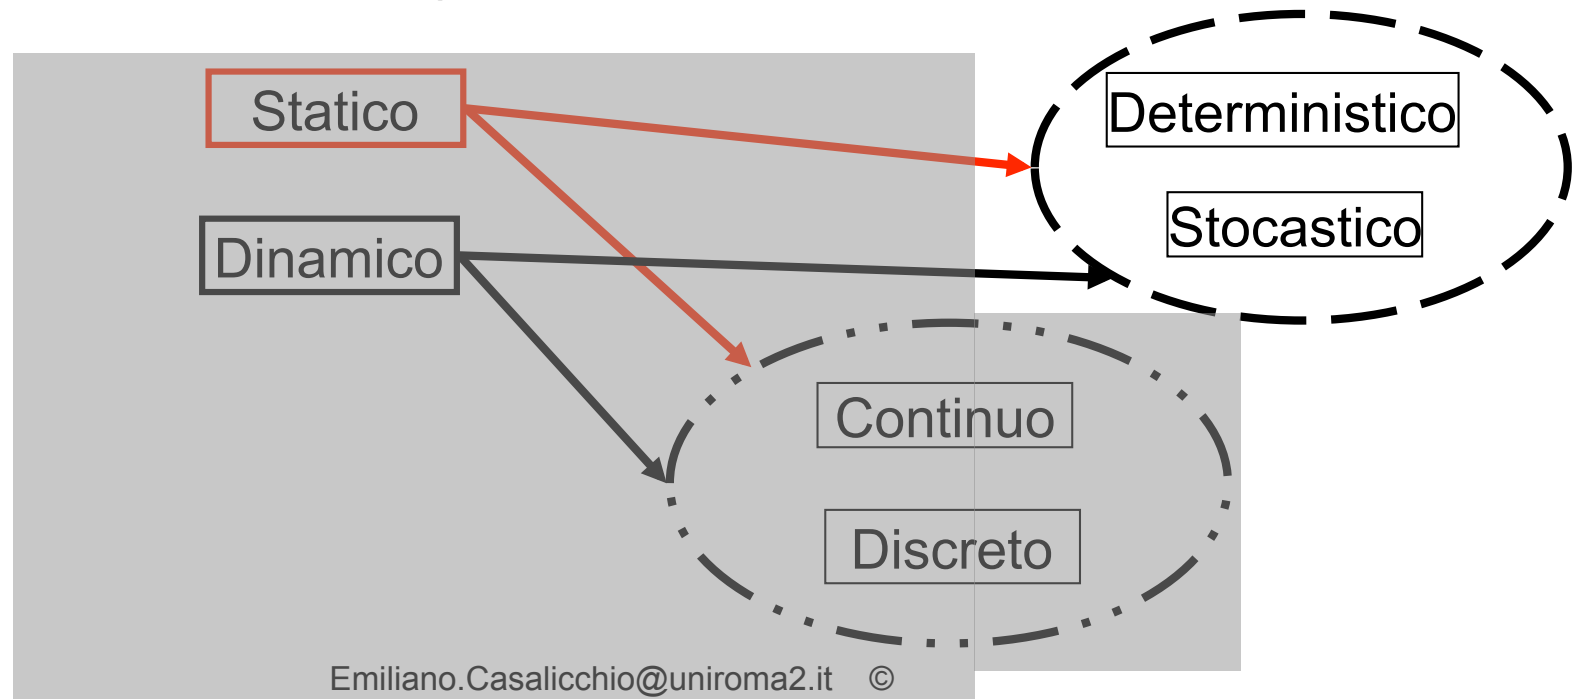 Statico
Deterministico
Stocastico
Dinamico
Continuo
Discreto
Emiliano.Casalicchio@uniroma2.it ©